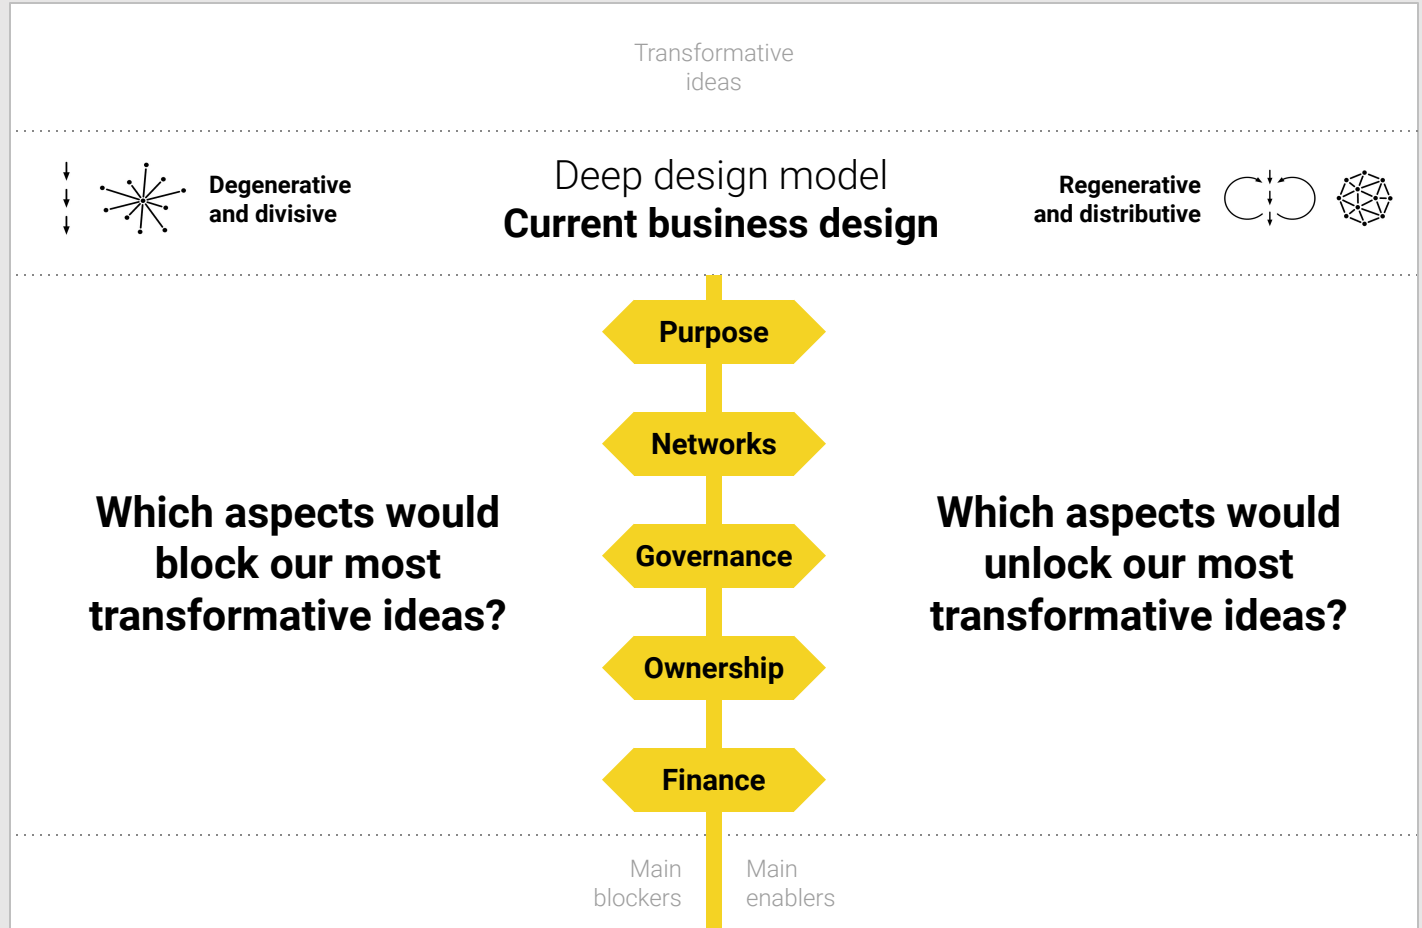 Transformative
ideas
Degenerative
and divisive
Deep design model
Current business design
Regenerative
and distributive
Purpose
Networks
Governance
Ownership
Finance
Which aspects would
block our most
transformative ideas?
Which aspects would
unlock our most
transformative ideas?
Main
blockers
Main
enablers